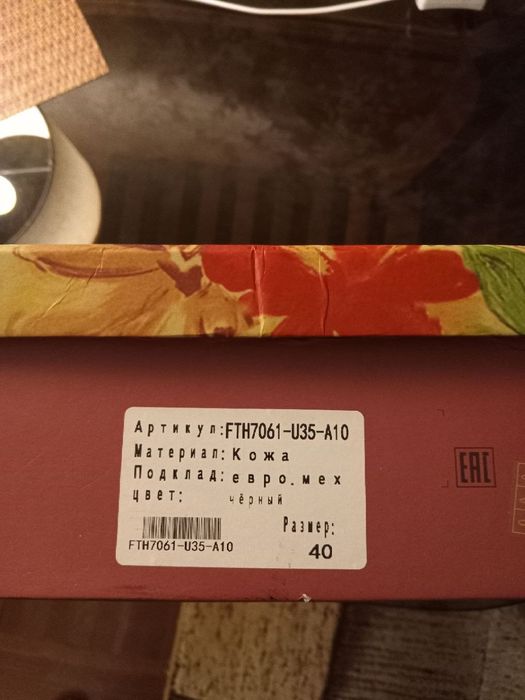 Артикул:FTH7061-U35-A10
Материал:Кожа
Подклад:евро.мех
цвет: чёрный
Размер:
FTH7061-U35-A10
40
EAC